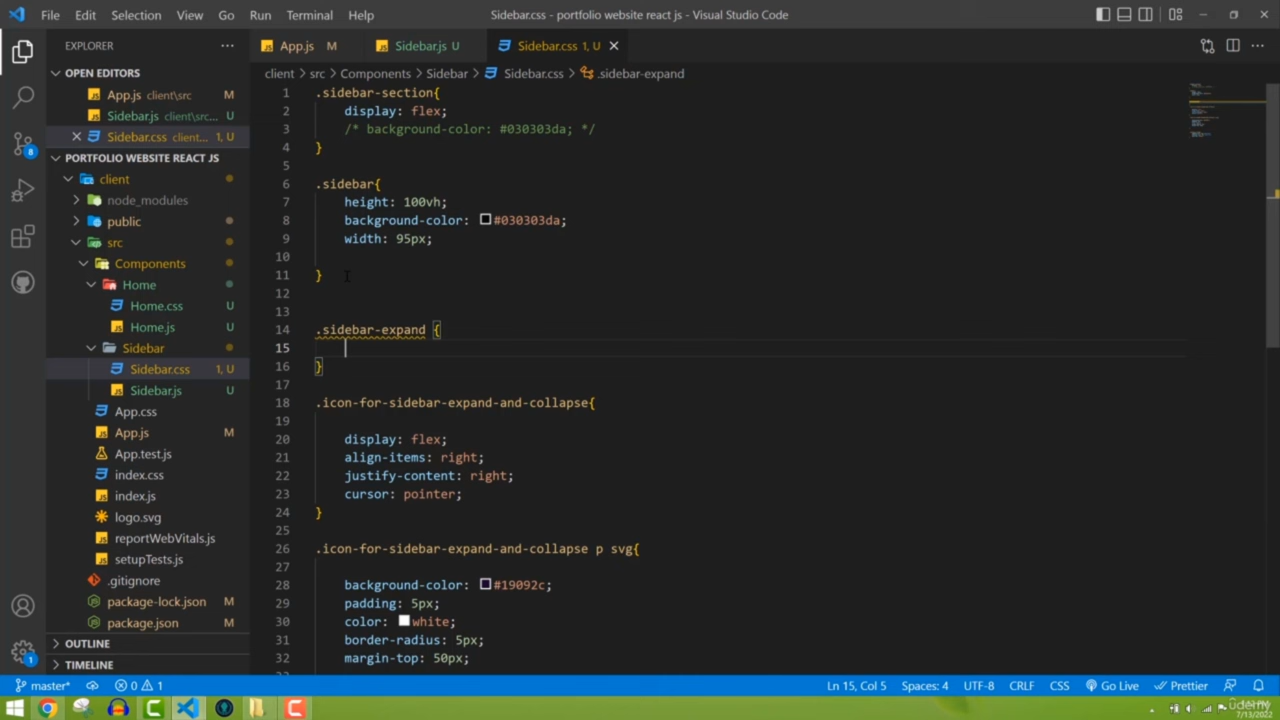 File Edit Selection View Go Run Terminal Help
Sidebar.css - portfolio website react js - Visual Studio Code
EXPLORER
App.js M
Sidebar.js U
Sidebar.css 1, U
OPEN EDITORS
App.js client\src M
Sidebar.js client\src... U
Sidebar.css client... 1, U
PORTFOLIO WEBSITE REACT JS
client
node_modules
public
src
Components
Home
Home.css U
Home.js U
Sidebar
Sidebar.css 1, U
Sidebar.js U
App.css
App.js M
App.test.js
index.css
index.js
logo.svg
reportWebVitals.js
setupTests.js
.gitignore
package-lock.json M
package.json M
OUTLINE
TIMELINE
client > src > Components > Sidebar > Sidebar.css > .sidebar-expand
1 .sidebar-section{
2 display: flex;
3 /* background-color: #030303da; */
4 }
5
6 .sidebar{
7 height: 100vh;
8 background-color: #030303da;
9 width: 95px;
10
11 }
12
13
14 .sidebar-expand {
15
16 }
17
18 .icon-for-sidebar-expand-and-collapse{
19
20 display: flex;
21 align-items: right;
22 justify-content: right;
23 cursor: pointer;
24 }
25
26 .icon-for-sidebar-expand-and-collapse p svg{
27
28 background-color: #19092c;
29 padding: 5px;
30 color: white;
31 border-radius: 5px;
32 margin-top: 50px;
8
1
master* 0 1
Ln 15, Col 5 Spaces: 4 UTF-8 CRLF CSS Go Live Prettier
udemy
7/13/2022